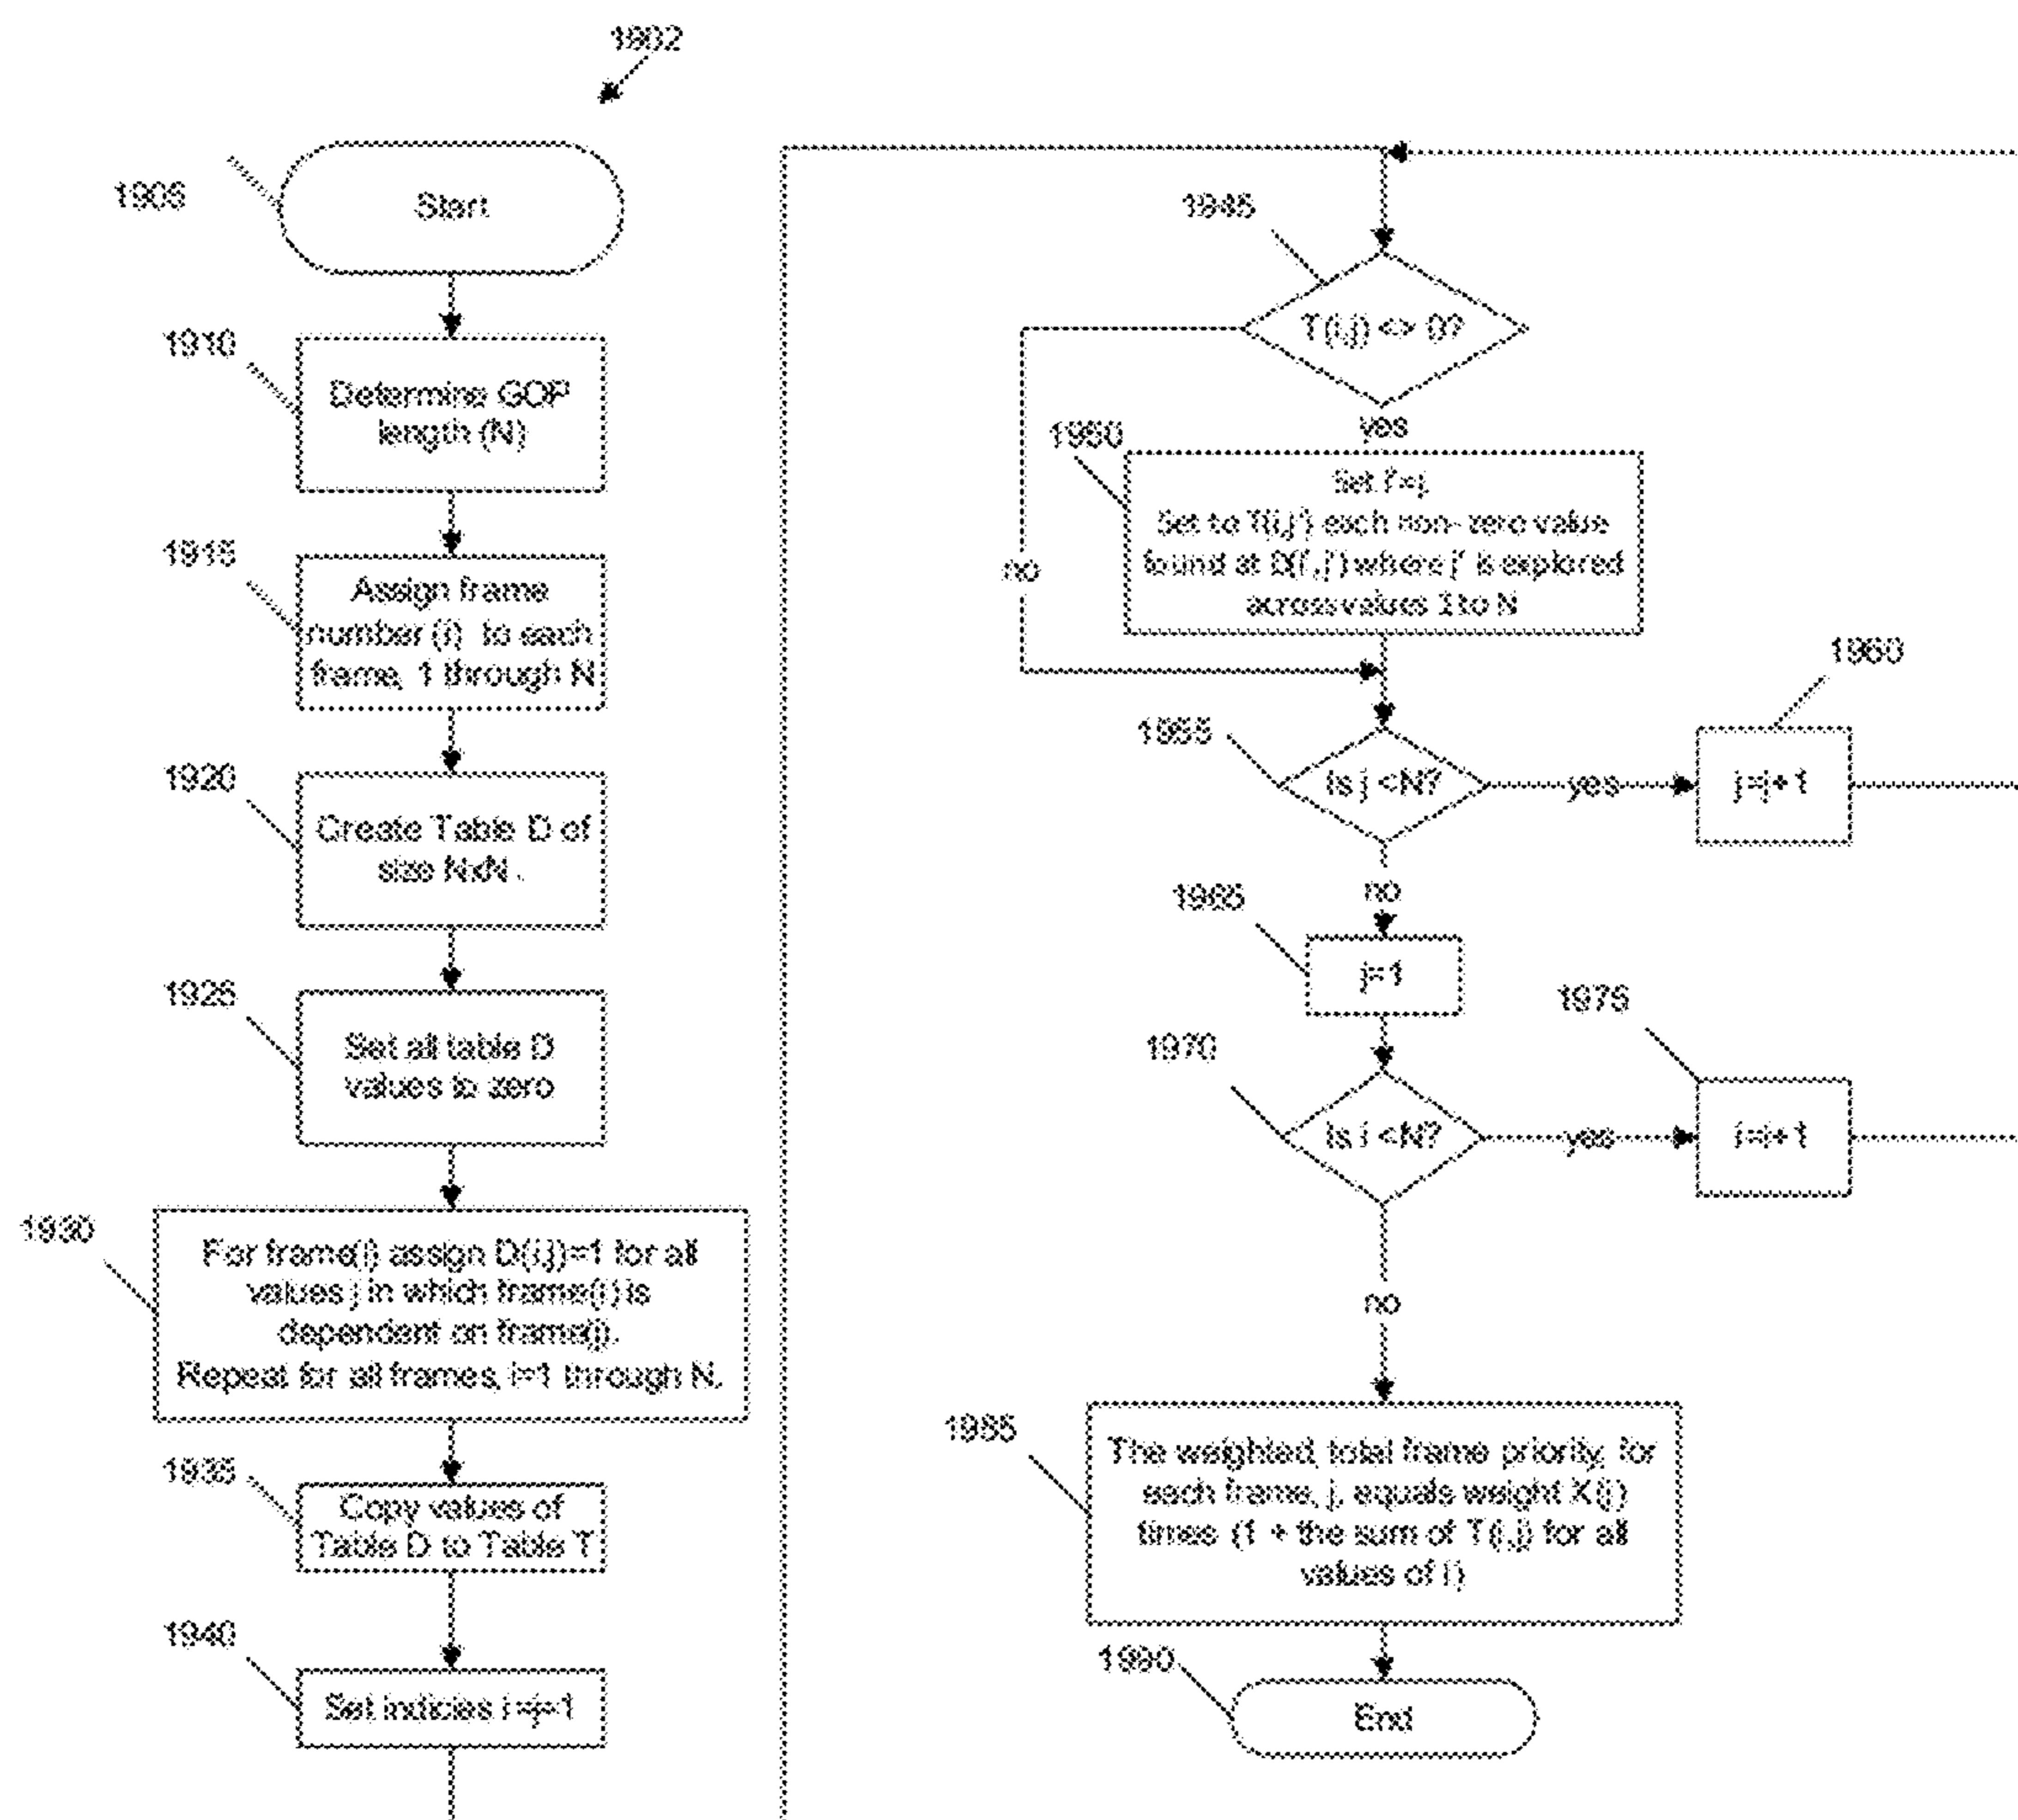 1902
1905
Start
1910
Determine GOP
length (N)
1915
Assign frame
number (i) to each
frame, 1 through N
1920
Create Table D of
size NxN.
1925
Set all table D
values to zero
1930
For frame(i) assign D(i,j)=1 for all
values j in which frame(i) is
dependent on frame(j).
Repeat for all frames, i=1 through N.
1935
Copy values of
Table D to Table T
1940
Set indicies i=j=1
1945
T(i,j) <> 0?
yes
no
1950
Set i'=j.
Set to T(i,j') each non-zero value
found at D(i',j') where j' is explored
across values 1 to N
1955
Is j <N?
yes
1960
j=j+1
no
1965
j=1
1970
Is i <N?
yes
1975
i=i+1
no
1985
The weighted, total frame priority, for
each frame, j, equals weight X(j)
times (1 + the sum of T(i,j) for all
values of i)
1990
End